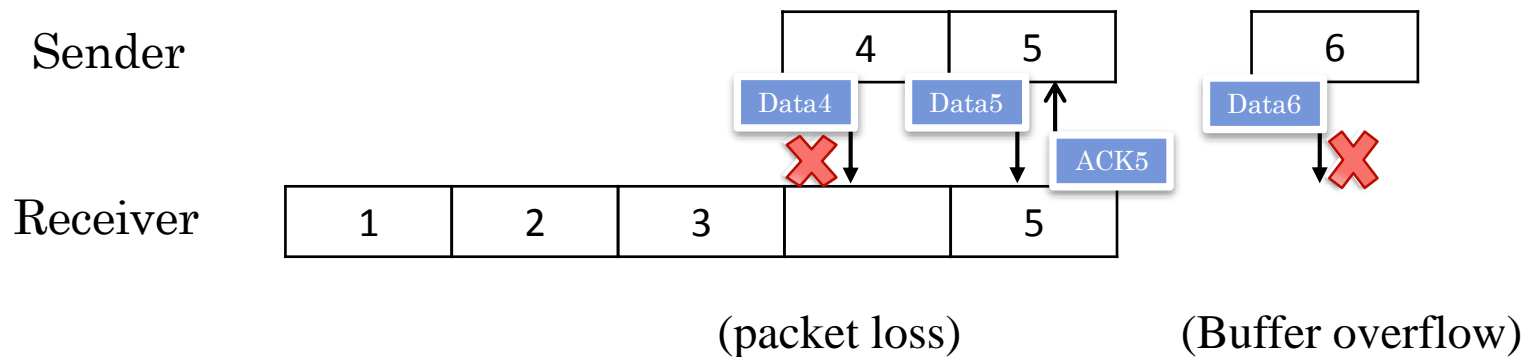 Sender 4 5 6
Data4 Data5 Data6
ACK5
Receiver 1 2 3 5
(packet loss) (Buffer overflow)